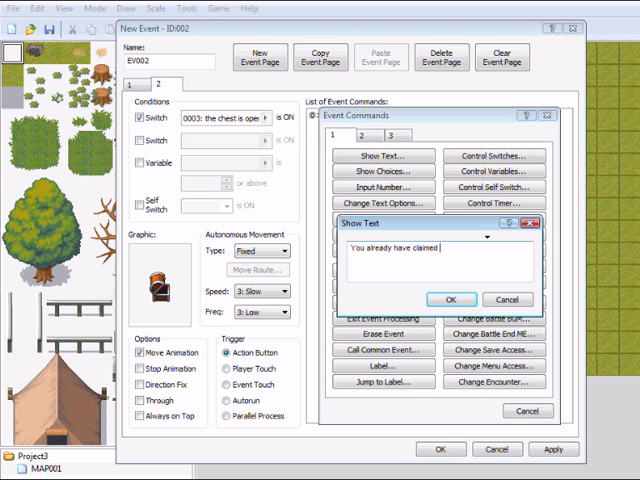 File Edit View Mode Draw Scale Tools Game Help
New Event - ID:002
Name:
EV002
New
Event Page
Copy
Event Page
Paste
Event Page
Delete
Event Page
Clear
Event Page
1 2
Conditions
Switch 0003: the chest is open is ON
Switch is ON
Variable is
or above
Self
Switch is ON
Graphic:
Autonomous Movement
Type: Fixed
Move Route...
Speed: 3: Slow
Freq: 3: Low
Options
Move Animation
Stop Animation
Direction Fix
Through
Always on Top
Trigger
Action Button
Player Touch
Event Touch
Autorun
Parallel Process
List of Event Commands:
Event Commands
1 2 3
Show Text... Control Switches...
Show Choices... Control Variables...
Input Number... Control Self Switch...
Change Text Options... Control Timer...
Show Text
You already have claimed
OK Cancel
Exit Event Processing Change Battle BGM...
Erase Event Change Battle End ME...
Call Common Event... Change Save Access...
Label... Change Menu Access...
Jump to Label... Change Encounter...
Cancel
OK Cancel Apply
Project3
MAP001